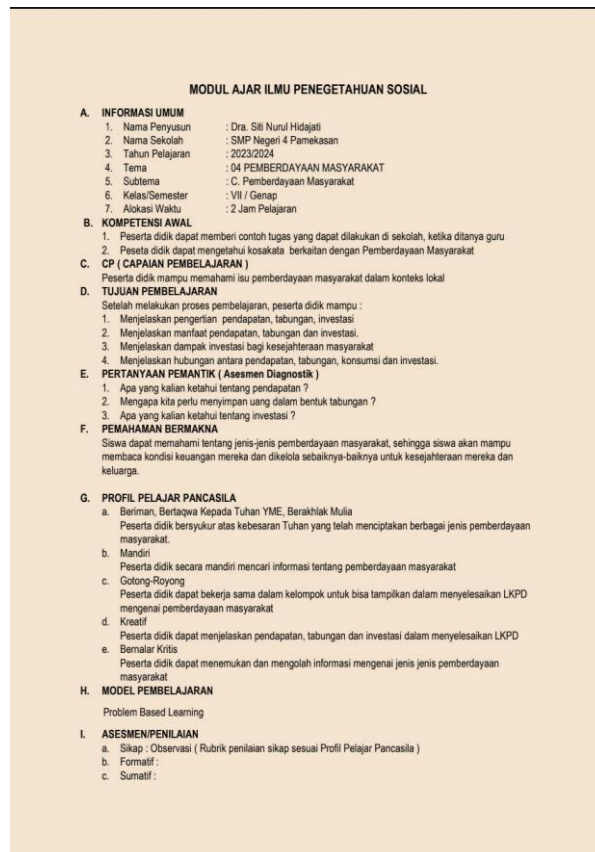 MODUL AJAR ILMU PENEGETAHUAN SOSIAL
A. INFORMASI UMUM
1. Nama Penyusun : Dra. Siti Nurul Hidajati
2. Nama Sekolah : SMP Negeri 4 Pamekasan
3. Tahun Pelajaran : 2023/2024
4. Tema : 04 PEMBERDAYAAN MASYARAKAT
5. Subtema : C. Pemberdayaan Masyarakat
6. Kelas/Semester : VII / Genap
7. Alokasi Waktu : 2 Jam Pelajaran
B. KOMPETENSI AWAL
1. Peserta didik dapat memberi contoh tugas yang dapat dilakukan di sekolah, ketika ditanya guru
2. Peseta didik dapat mengetahui kosakata berkaitan dengan Pemberdayaan Masyarakat
C. CP ( CAPAIAN PEMBELAJARAN )
Peserta didik mampu memahami isu pemberdayaan masyarakat dalam konteks lokal
D. TUJUAN PEMBELAJARAN
Setelah melakukan proses pembelajaran, peserta didik mampu :
1. Menjelaskan pengertian pendapatan, tabungan, investasi
2. Menjelaskan manfaat pendapatan, tabungan dan investasi.
3. Menjelaskan dampak investasi bagi kesejahteraan masyarakat
4. Menjelaskan hubungan antara pendapatan, tabungan, konsumsi dan investasi.
E. PERTANYAAN PEMANTIK ( Asesmen Diagnostik )
1. Apa yang kalian ketahui tentang pendapatan ?
2. Mengapa kita perlu menyimpan uang dalam bentuk tabungan ?
3. Apa yang kalian ketahui tentang investasi ?
F. PEMAHAMAN BERMAKNA
Siswa dapat memahami tentang jenis-jenis pemberdayaan masyarakat, sehingga siswa akan mampu
membaca kondisi keuangan mereka dan dikelola sebaiknya-baiknya untuk kesejahteraan mereka dan
keluarga.
G. PROFIL PELAJAR PANCASILA
a. Beriman, Bertaqwa Kepada Tuhan YME, Berakhlak Mulia
Peserta didik bersyukur atas kebesaran Tuhan yang telah menciptakan berbagai jenis pemberdayaan
masyarakat.
b. Mandiri
Peserta didik secara mandiri mencari informasi tentang pemberdayaan masyarakat
c. Gotong-Royong
Peserta didik dapat bekerja sama dalam kelompok untuk bisa tampilkan dalam menyelesaikan LKPD
mengenai pemberdayaan masyarakat
d. Kreatif
Peserta didik dapat menjelaskan pendapatan, tabungan dan investasi dalam menyelesaikan LKPD
e. Bernalar Kritis
Peserta didik dapat menemukan dan mengolah informasi mengenai jenis jenis pemberdayaan
masyarakat
H. MODEL PEMBELAJARAN
Problem Based Learning
I. ASESMEN/PENILAIAN
a. Sikap : Observasi ( Rubrik penilaian sikap sesuai Profil Pelajar Pancasila )
b. Formatif :
c. Sumatif :